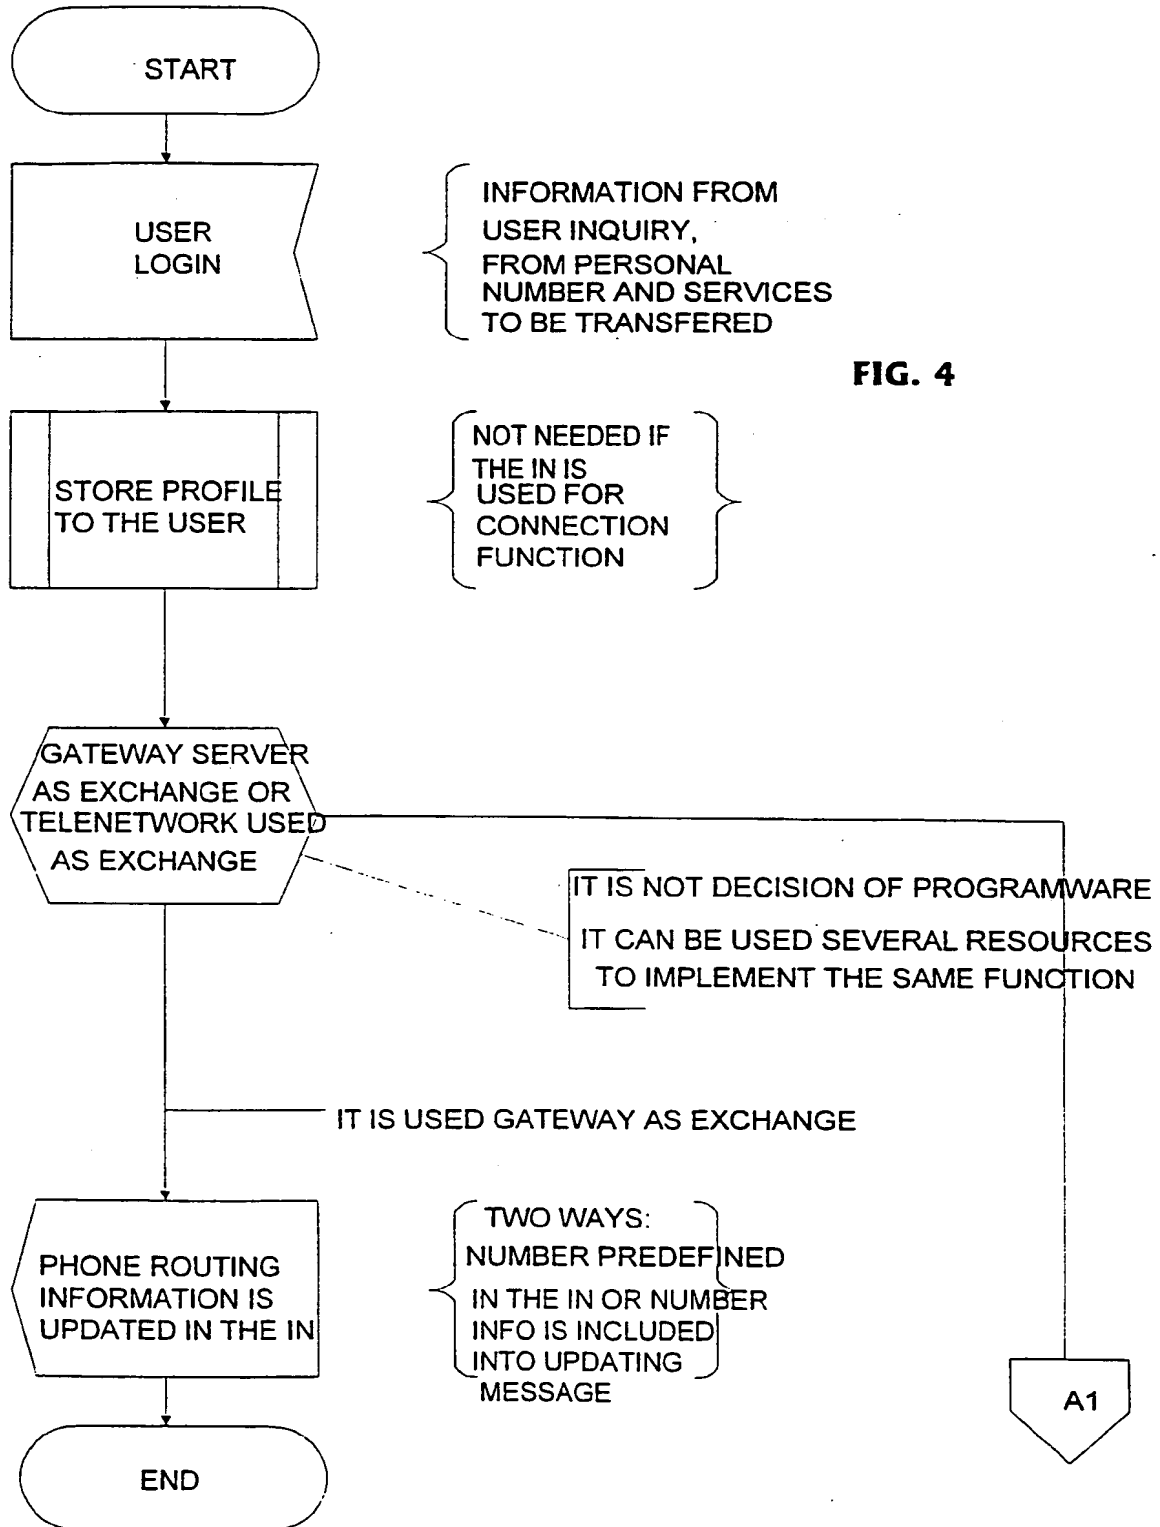 START
USER
LOGIN
INFORMATION FROM
USER INQUIRY,
FROM PERSONAL
NUMBER AND SERVICES
TO BE TRANSFERED
FIG. 4
STORE PROFILE
TO THE USER
NOT NEEDED IF
THE IN IS
USED FOR
CONNECTION
FUNCTION
GATEWAY SERVER
AS EXCHANGE OR
TELENETWORK USED
AS EXCHANGE
IT IS NOT DECISION OF PROGRAMWARE
IT CAN BE USED SEVERAL RESOURCES
TO IMPLEMENT THE SAME FUNCTION
IT IS USED GATEWAY AS EXCHANGE
PHONE ROUTING
INFORMATION IS
UPDATED IN THE IN
TWO WAYS:
NUMBER PREDEFINED
IN THE IN OR NUMBER
INFO IS INCLUDED
INTO UPDATING
MESSAGE
A1
END